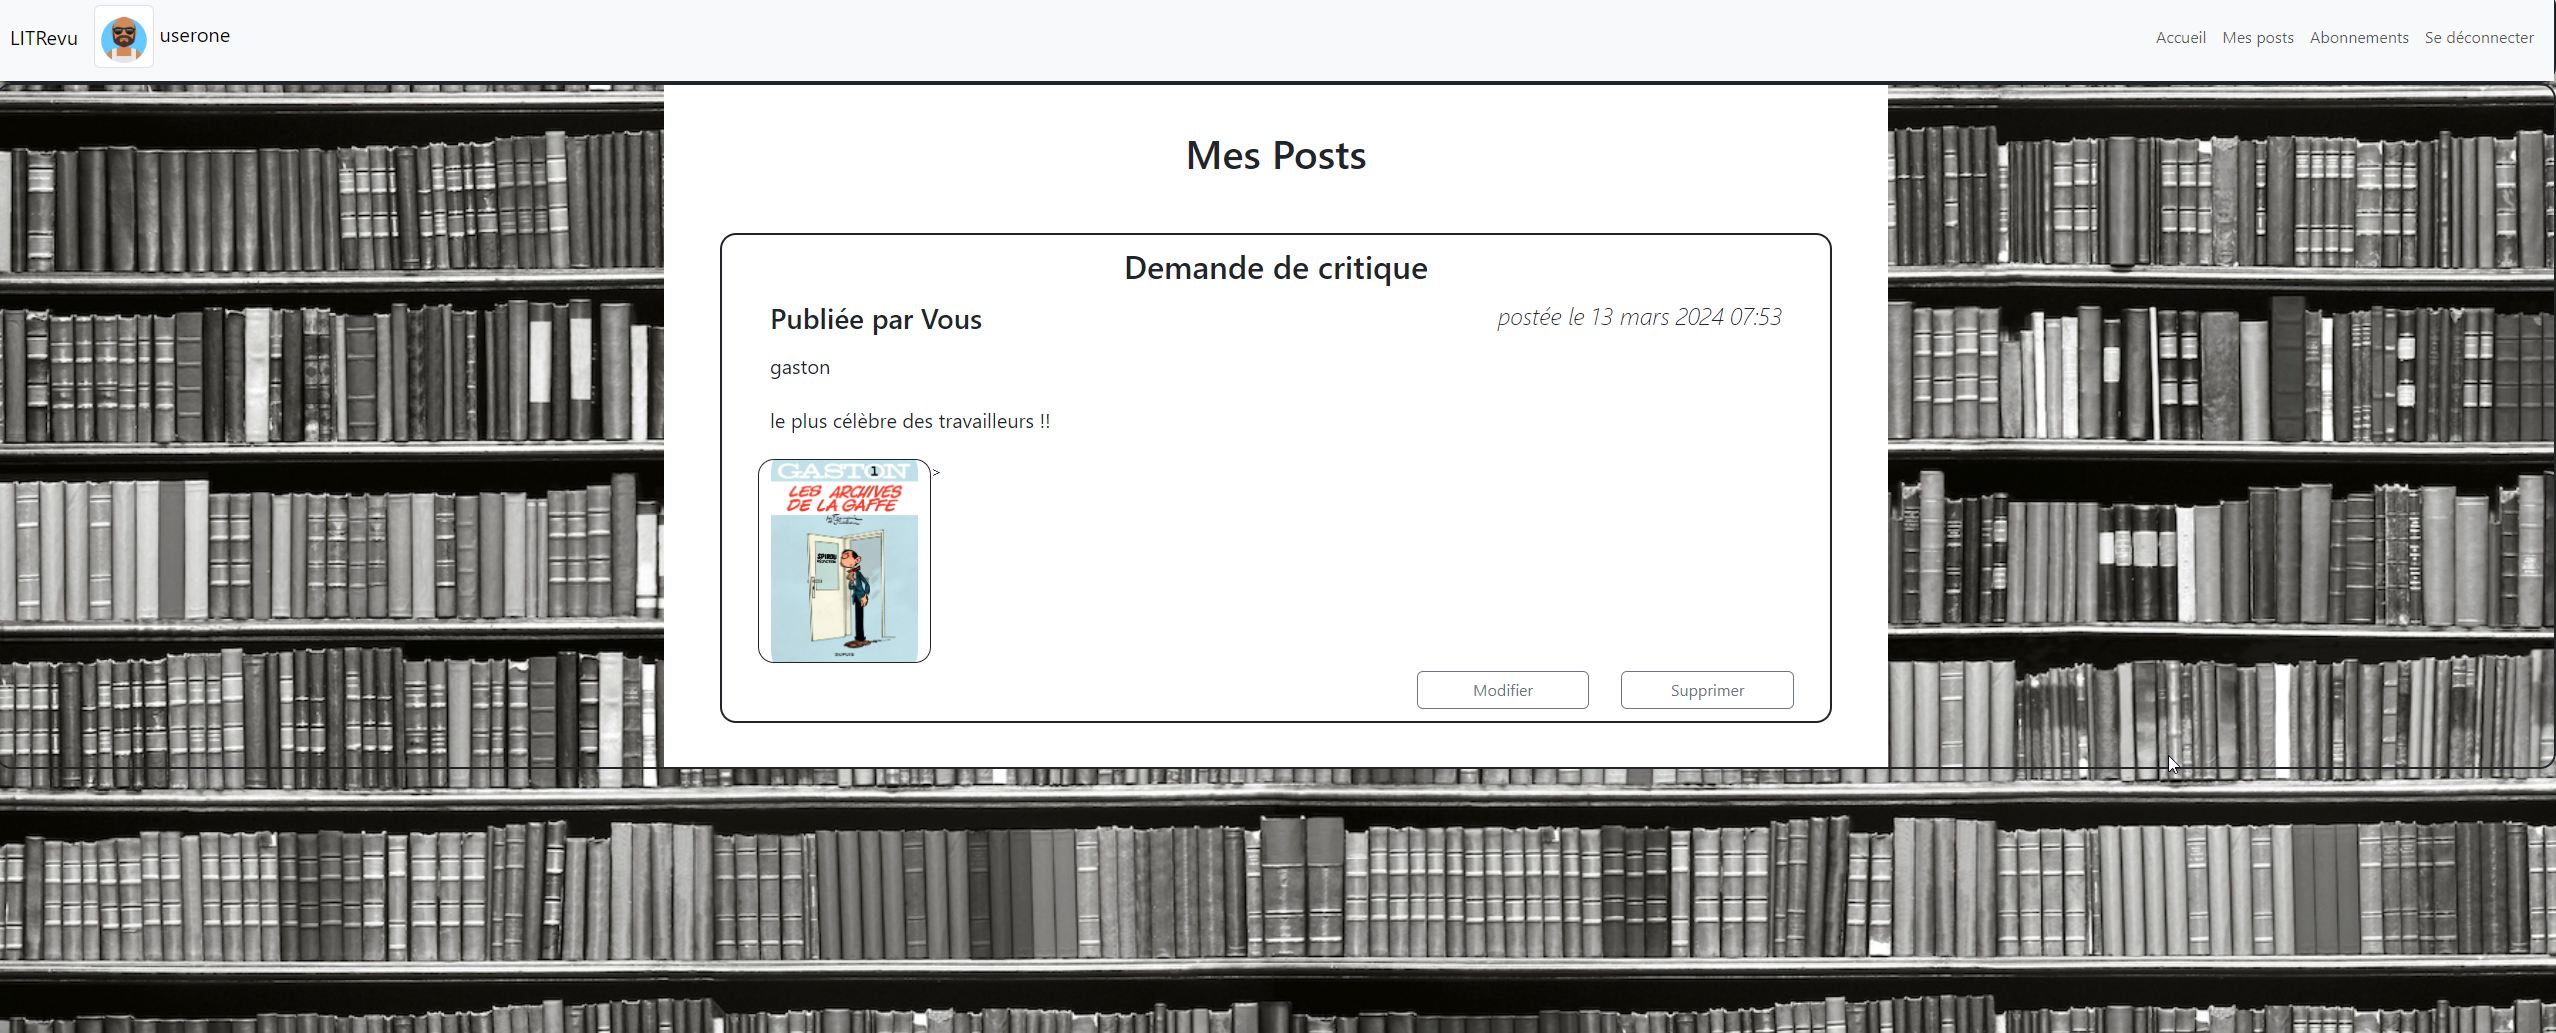 LITRevu userone Accueil Mes posts Abonnements Se déconnecter
Mes Posts
Demande de critique
Publiée par Vous postée le 13 mars 2024 07:53
gaston
le plus célèbre des travailleurs !!
>
GASTON 1
LES ARCHIVES
DE LA GAFFE
SPIROU
DUPUIS
Modifier Supprimer